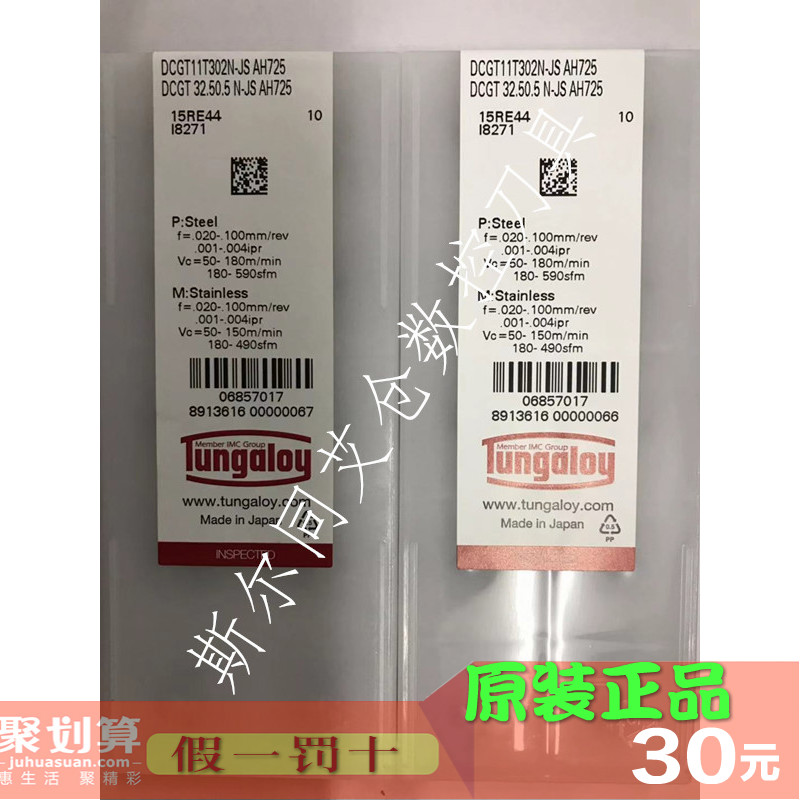 DCGT11T302N-JS AH725
DCGT 32.50.5 N-JS AH725
15RE44 10
I8271
P:Steel
f=.020-.100mm/rev
.001-.004ipr
Vc=50- 180m/min
180- 590sfm
M:Stainless
f=.020-.100mm/rev
.001-.004ipr
Vc=50- 150m/min
180- 490sfm
06857017
8913616 00000067
Member IMC Group
Tungaloy
www.tungaloy.com
Made in Japan
PP
INSPECTED
DCGT11T302N-JS AH725
DCGT 32.50.5 N-JS AH725
15RE44 10
I8271
P:Steel
f=.020-.100mm/rev
.001-.004ipr
Vc=50- 180m/min
180- 590sfm
M:Stainless
f=.020-.100mm/rev
.001-.004ipr
Vc=50- 150m/min
180- 490sfm
06857017
8913616 00000066
Member IMC Group
Tungaloy
www.tungaloy.com
Made in Japan
0.5
PP
斯尔同艾仓数控刀具
原装正品
聚划算
juhuasuan.com
惠生活 聚精彩
假一罚十
30元